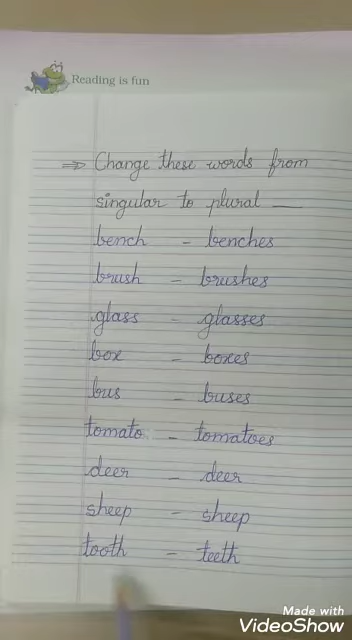 Reading is fun
⇒ Change these words from
singular to plural —
bench - benches
brush - brushes
glass - glasses
box - boxes
bus - buses
tomato - tomatoes
deer - deer
sheep - sheep
tooth - teeth
Made with
VideoShow